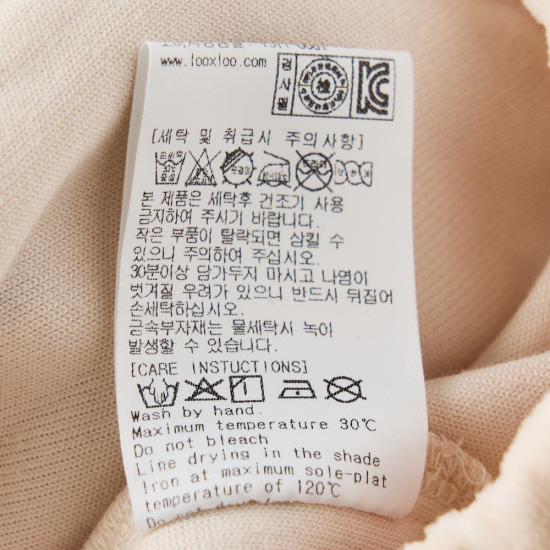 www.looxloo.com
검
사
필
KC
[세탁 및 취급시 주의사항]
본 제품은 세탁후 건조기 사용
금지하여 주시기 바랍니다.
작은 부품이 탈락되면 삼킬 수
있으니 주의하여 주십시오.
30분이상 담가두지 마시고 나염이
벗겨질 우려가 있으니 반드시 뒤집어
손세탁하십시오.
금속부자재는 물세탁시 녹이
발생할 수 있습니다.
[CARE INSTUCTIONS]
Wash by hand.
Maximum temperature 30℃
Do not bleach
Line drying in the shade
Iron at maximum sole-plat
temperature of 120℃
Do not